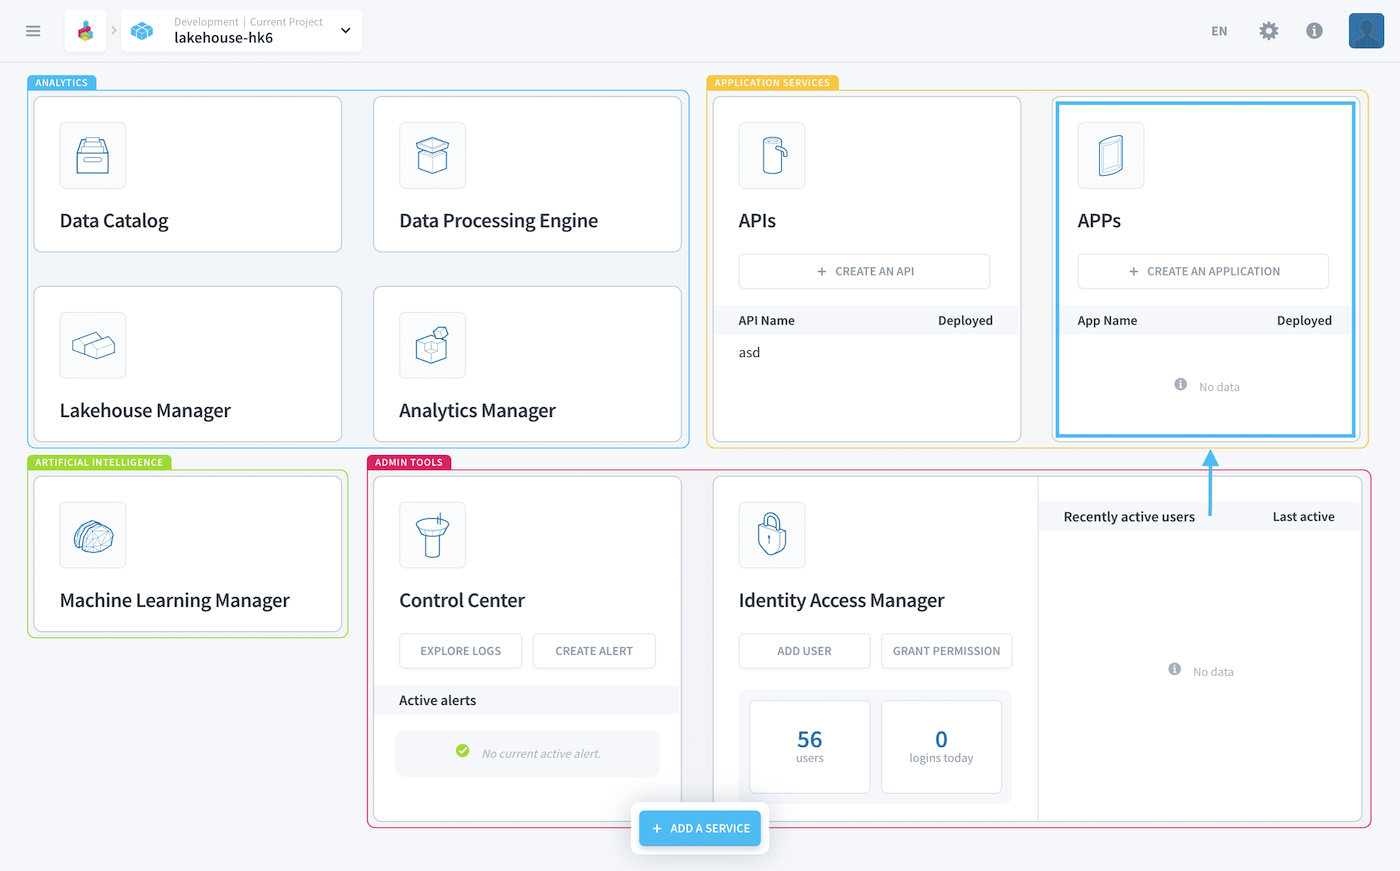 Development | Current Project
lakehouse-hk6
EN
ANALYTICS
Data Catalog
Data Processing Engine
Lakehouse Manager
Analytics Manager
APPLICATION SERVICES
APIs
+ CREATE AN API
API Name Deployed
asd
APPs
+ CREATE AN APPLICATION
App Name Deployed
No data
ARTIFICIAL INTELLIGENCE
Machine Learning Manager
ADMIN TOOLS
Control Center
EXPLORE LOGS CREATE ALERT
Active alerts
No current active alert.
Identity Access Manager
ADD USER GRANT PERMISSION
56
users
0
logins today
Recently active users Last active
No data
+ ADD A SERVICE